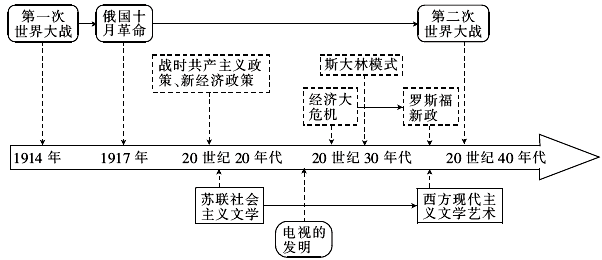 第一次
世界大战
俄国十
月革命
第二次
世界大战
战时共产主义政
策、新经济政策
斯大林模式
经济大
危机
罗斯福
新政
1914 年
1917 年
20 世纪 20 年代
20 世纪 30 年代
20 世纪 40 年代
苏联社会
主义文学
电视的
发明
西方现代主
义文学艺术